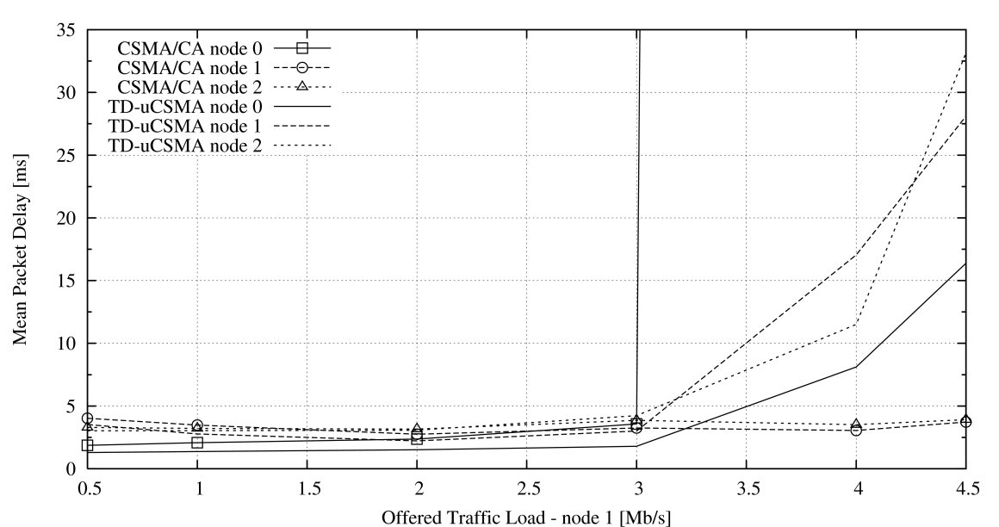 35
30
25
20
15
10
5
0
Mean Packet Delay [ms]
CSMA/CA node 0
CSMA/CA node 1
CSMA/CA node 2
TD-uCSMA node 0
TD-uCSMA node 1
TD-uCSMA node 2
0.5 1 1.5 2 2.5 3 3.5 4 4.5
Offered Traffic Load - node 1 [Mb/s]